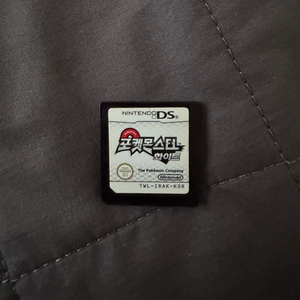 NINTENDO DS
포켓몬스터
화이트
The Pokémon Company
Nintendo
TWL-IRAK-KOR